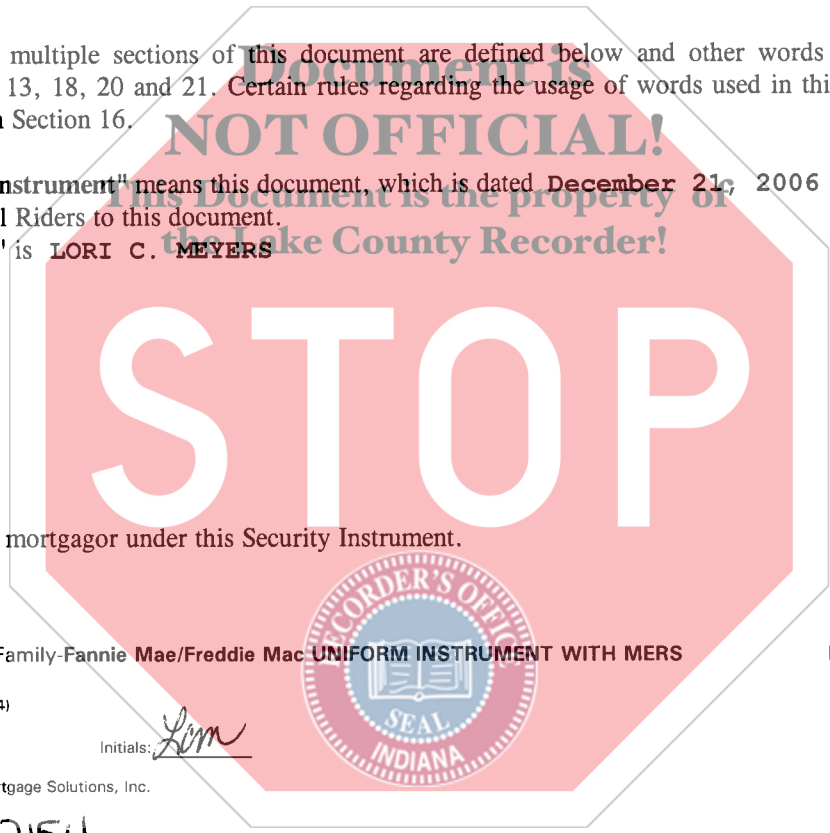 multiple sections of this document are defined below and other words
Document is
13, 18, 20 and 21. Certain rules regarding the usage of words used in thi
Section 16.
NOT OFFICIAL!
nstrument" means this document, which is dated December 21, 2006
This Document is the property of
l Riders to this document.
" is LORI C. MEYERS
the Lake County Recorder!
STOP
mortgagor under this Security Instrument.
RECORDER'S OFFICE
Family-Fannie Mae/Freddie Mac UNIFORM INSTRUMENT WITH MERS
4)
SEAL
Initials:
INDIANA
tgage Solutions, Inc.